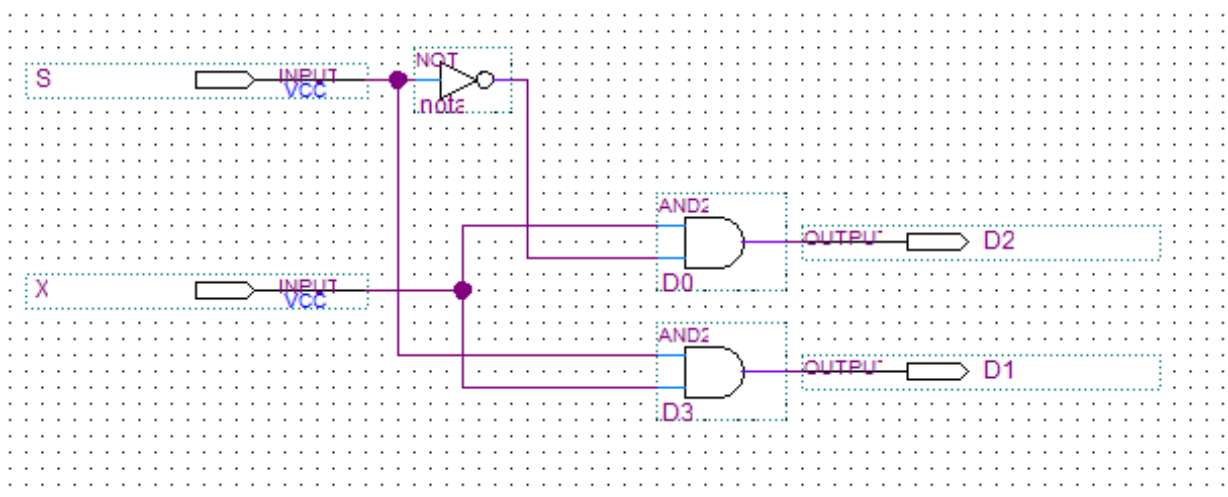 NOT
S INPUT
VCC
nota
AND2
OUTPUT D2
D0
X INPUT
VCC
AND2
OUTPUT D1
D3